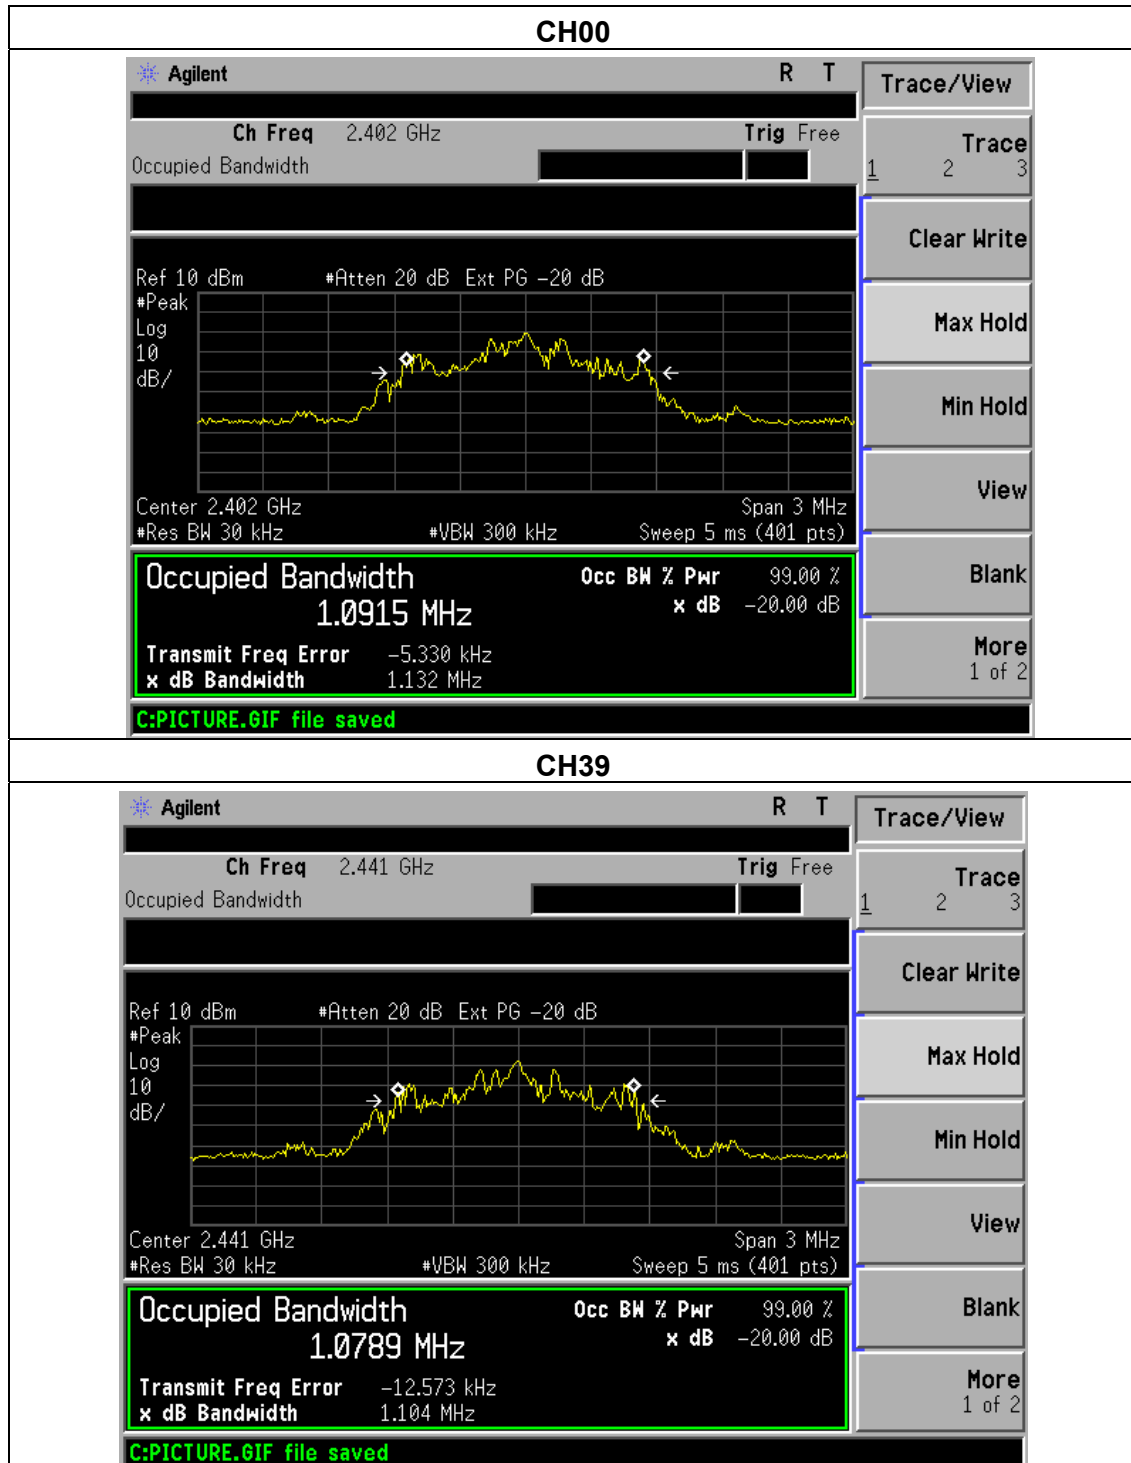 CH00
Agilent R T
Trace/View
Ch Freq 2.402 GHz Trig Free
Occupied Bandwidth
Trace
1 2 3
Clear Write
Ref 10 dBm #Atten 20 dB Ext PG -20 dB
#Peak
Log
10
dB/
Max Hold
Min Hold
View
Center 2.402 GHz Span 3 MHz
#Res BW 30 kHz #VBW 300 kHz Sweep 5 ms (401 pts)
Occupied Bandwidth Occ BW % Pwr 99.00 %
1.0915 MHz x dB -20.00 dB
Blank
Transmit Freq Error -5.330 kHz
x dB Bandwidth 1.132 MHz
More
1 of 2
C:PICTURE.GIF file saved
CH39
Agilent R T
Trace/View
Ch Freq 2.441 GHz Trig Free
Occupied Bandwidth
Trace
1 2 3
Clear Write
Ref 10 dBm #Atten 20 dB Ext PG -20 dB
#Peak
Log
10
dB/
Max Hold
Min Hold
View
Center 2.441 GHz Span 3 MHz
#Res BW 30 kHz #VBW 300 kHz Sweep 5 ms (401 pts)
Occupied Bandwidth Occ BW % Pwr 99.00 %
1.0789 MHz x dB -20.00 dB
Blank
Transmit Freq Error -12.573 kHz
x dB Bandwidth 1.104 MHz
More
1 of 2
C:PICTURE.GIF file saved